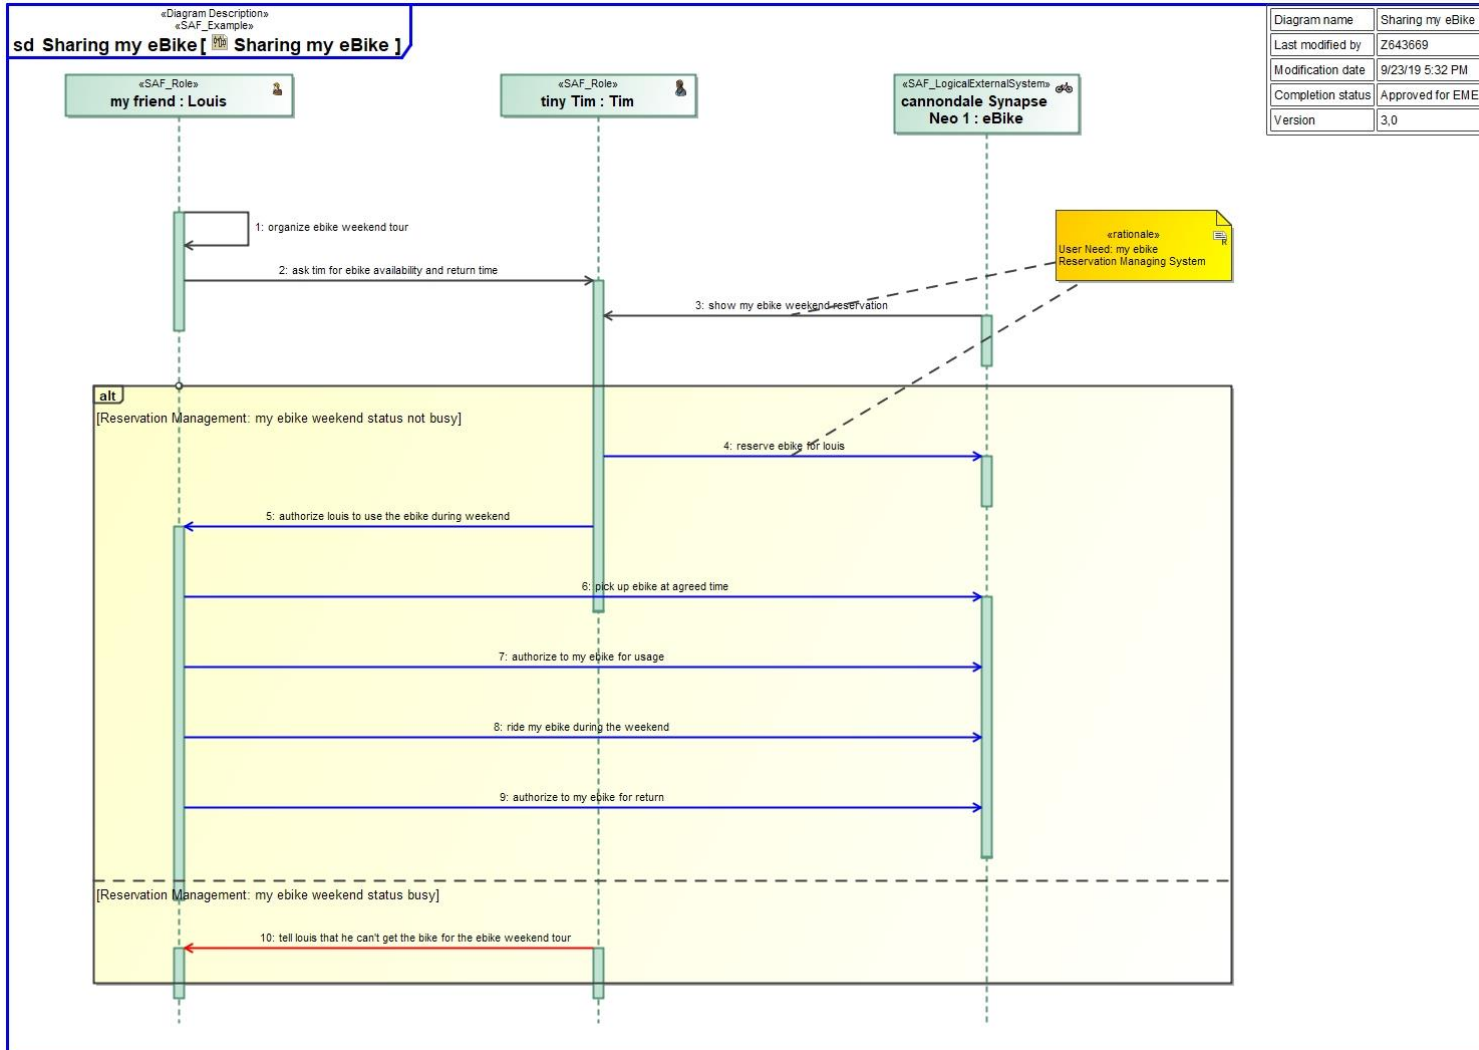 «Diagram Description»
«SAF_Example»
sd Sharing my eBike [ Sharing my eBike ]
Diagram name Sharing my eBike
Last modified by Z643669
Modification date 9/23/19 5:32 PM
Completion status Approved for EME
Version 3,0
«SAF_Role»
my friend : Louis
«SAF_Role»
tiny Tim : Tim
«SAF_LogicalExternalSystem»
cannondale Synapse
Neo 1 : eBike
1: organize ebike weekend tour
«rationale»
User Need: my ebike
Reservation Managing System
2: ask tim for ebike availability and return time
3: show my ebike weekend reservation
alt
[Reservation Management: my ebike weekend status not busy]
4: reserve ebike for louis
5: authorize louis to use the ebike during weekend
6: pick up ebike at agreed time
7: authorize to my ebike for usage
8: ride my ebike during the weekend
9: authorize to my ebike for return
[Reservation Management: my ebike weekend status busy]
10: tell louis that he can't get the bike for the ebike weekend tour